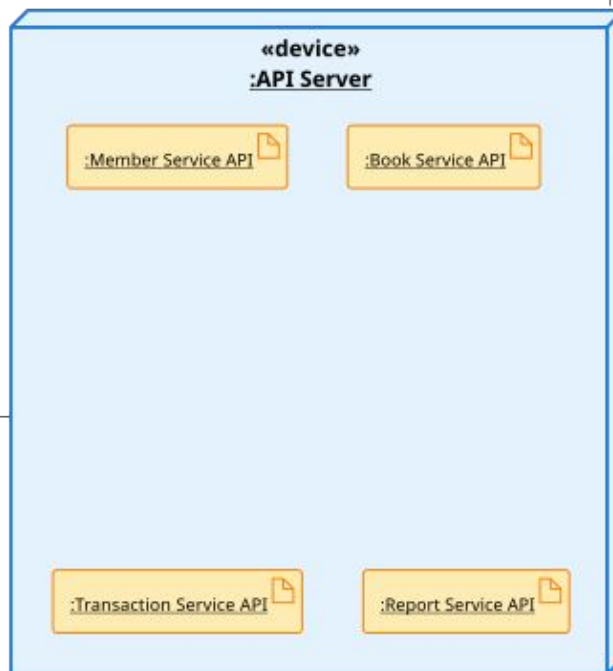 «device»
:API Server
:Member Service API
:Book Service API
:Transaction Service API
:Report Service API